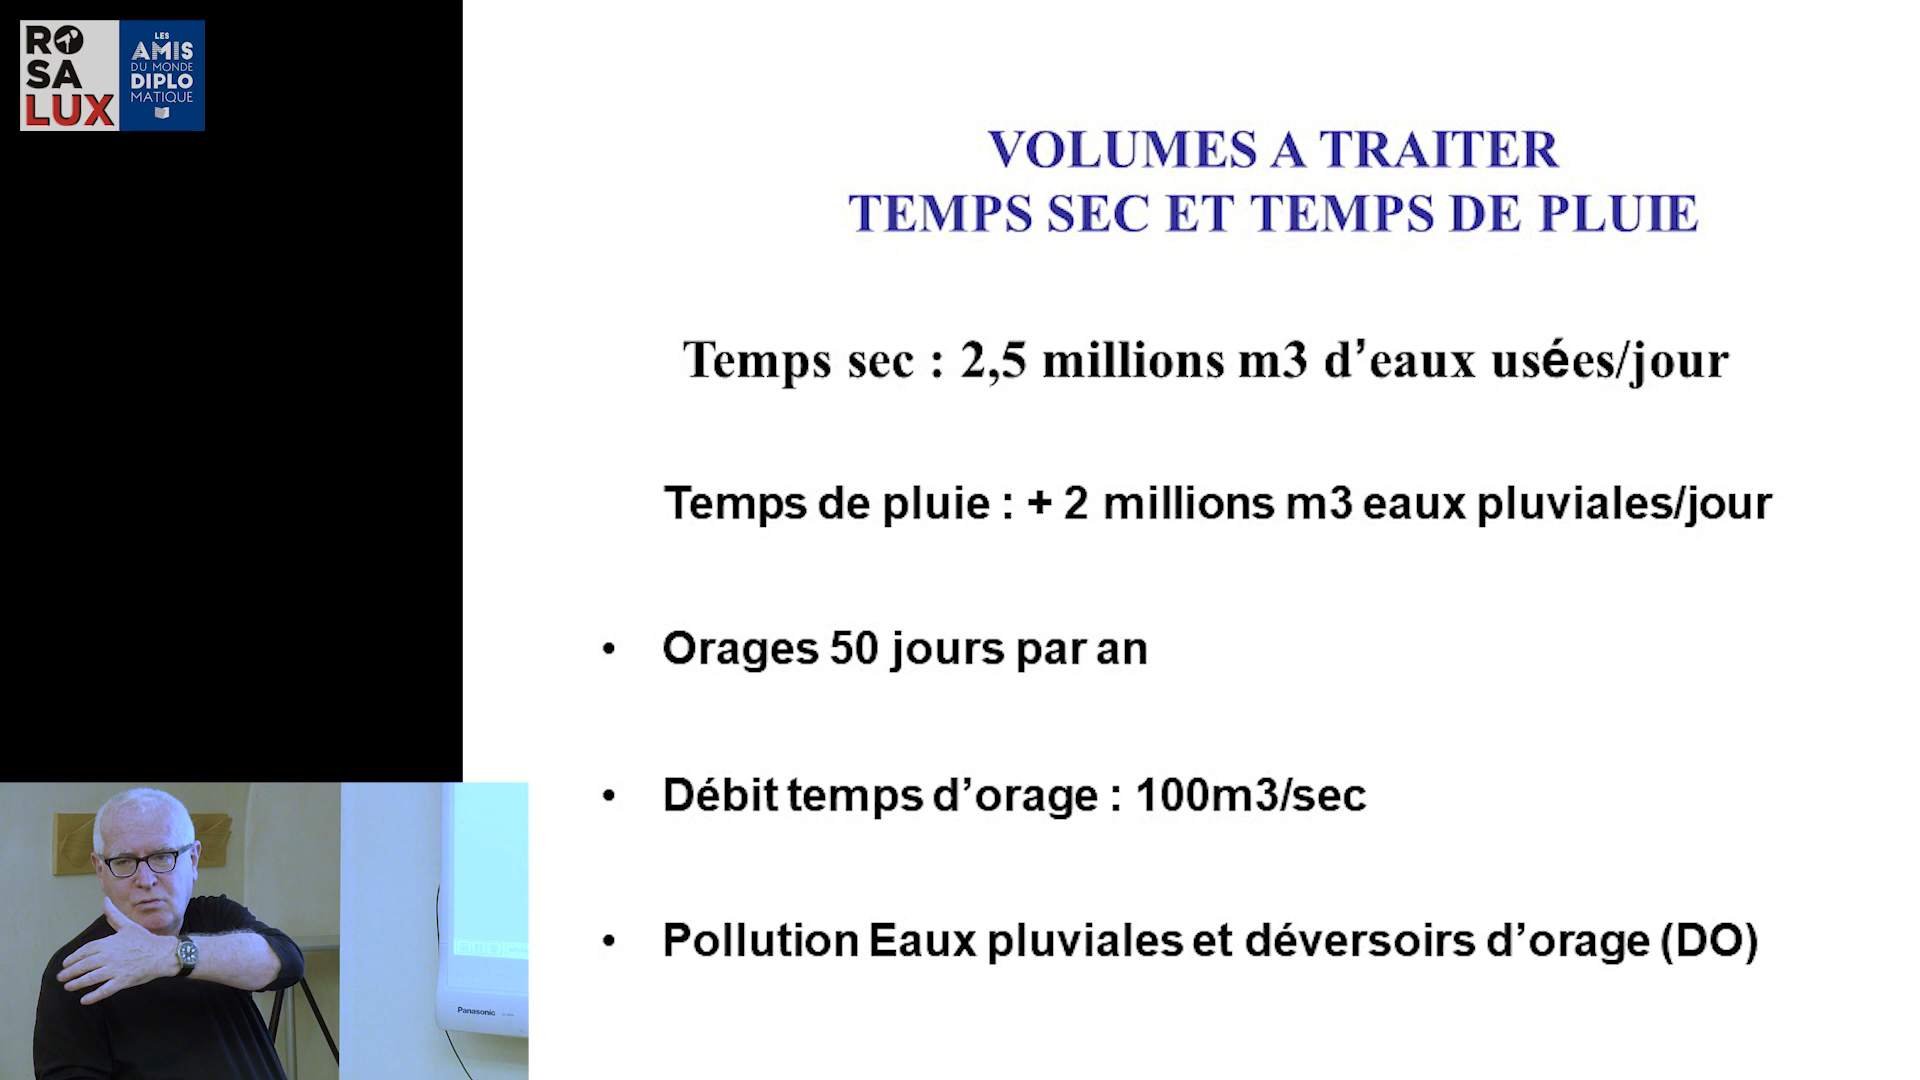 ROSA LUX
LES AMIS DU MONDE DIPLOMATIQUE
VOLUMES A TRAITER
TEMPS SEC ET TEMPS DE PLUIE
Temps sec : 2,5 millions m3 d’eaux usées/jour
Temps de pluie : + 2 millions m3 eaux pluviales/jour
• Orages 50 jours par an
• Débit temps d’orage : 100m3/sec
• Pollution Eaux pluviales et déversoirs d’orage (DO)
Panasonic